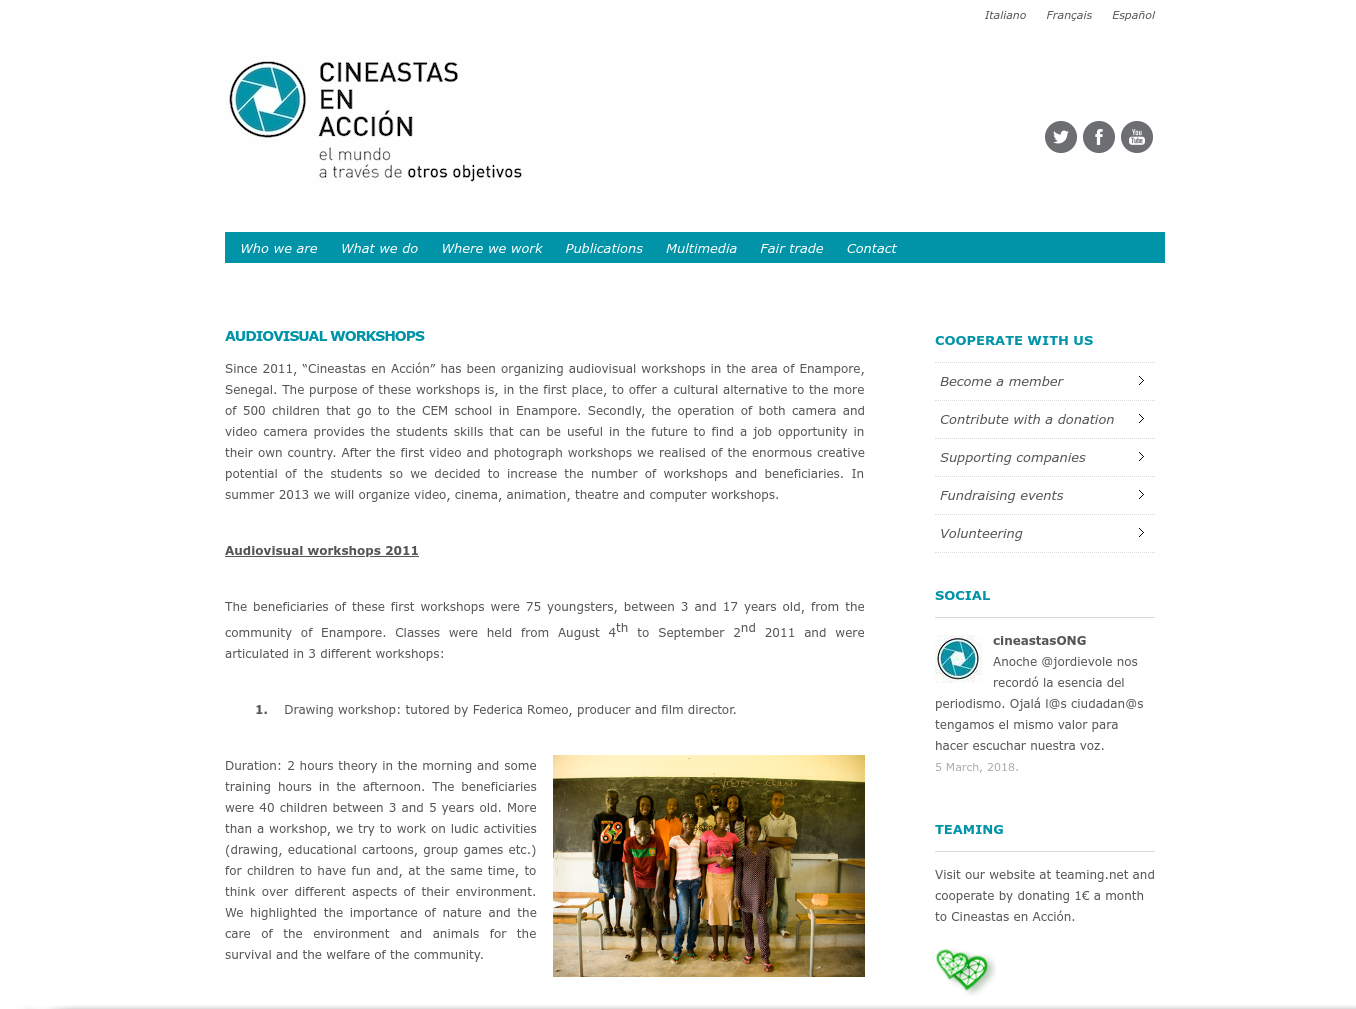 Italiano Français Español
CINEASTAS
EN
ACCIÓN
el mundo
a través de otros objetivos
You
Tube
Who we are What we do Where we work Publications Multimedia Fair trade Contact
AUDIOVISUAL WORKSHOPS
Since 2011, “Cineastas en Acción” has been organizing audiovisual workshops in the area of Enampore,
Senegal. The purpose of these workshops is, in the first place, to offer a cultural alternative to the more
of 500 children that go to the CEM school in Enampore. Secondly, the operation of both camera and
video camera provides the students skills that can be useful in the future to find a job opportunity in
their own country. After the first video and photograph workshops we realised of the enormous creative
potential of the students so we decided to increase the number of workshops and beneficiaries. In
summer 2013 we will organize video, cinema, animation, theatre and computer workshops.
Audiovisual workshops 2011
The beneficiaries of these first workshops were 75 youngsters, between 3 and 17 years old, from the
community of Enampore. Classes were held from August 4th to September 2nd 2011 and were
articulated in 3 different workshops:
1. Drawing workshop: tutored by Federica Romeo, producer and film director.
Duration: 2 hours theory in the morning and some
training hours in the afternoon. The beneficiaries
were 40 children between 3 and 5 years old. More
than a workshop, we try to work on ludic activities
(drawing, educational cartoons, group games etc.)
for children to have fun and, at the same time, to
think over different aspects of their environment.
We highlighted the importance of nature and the
care of the environment and animals for the
survival and the welfare of the community.
COOPERATE WITH US
Become a member
Contribute with a donation
Supporting companies
Fundraising events
Volunteering
SOCIAL
cineastasONG
Anoche @jordievole nos
recordó la esencia del
periodismo. Ojalá l@s ciudadan@s
tengamos el mismo valor para
hacer escuchar nuestra voz.
5 March, 2018.
TEAMING
Visit our website at teaming.net and
cooperate by donating 1€ a month
to Cineastas en Acción.